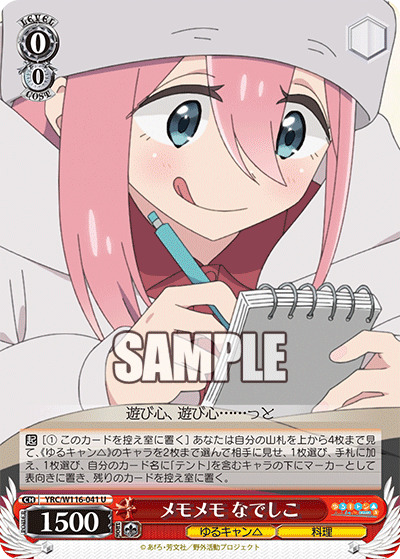 LEVEL
0
0
COST
SAMPLE
遊び心、遊び心……っと
起［① このカードを控え室に置く］ あなたは自分の山札を上から4枚まで見
て、《ゆるキャン△》のキャラを2枚まで選んで相手に見せ、1枚選び、手札に加
え、1枚選び、自分のカード名に「テント」を含むキャラの下にマーカーとして
表向きに置き、残りのカードを控え室に置く。
CH YRC/W116-041 U
1500
メモメモ なでしこ
ゆるキャン△ 料理
©あfろ・芳文社／野外活動プロジェクト